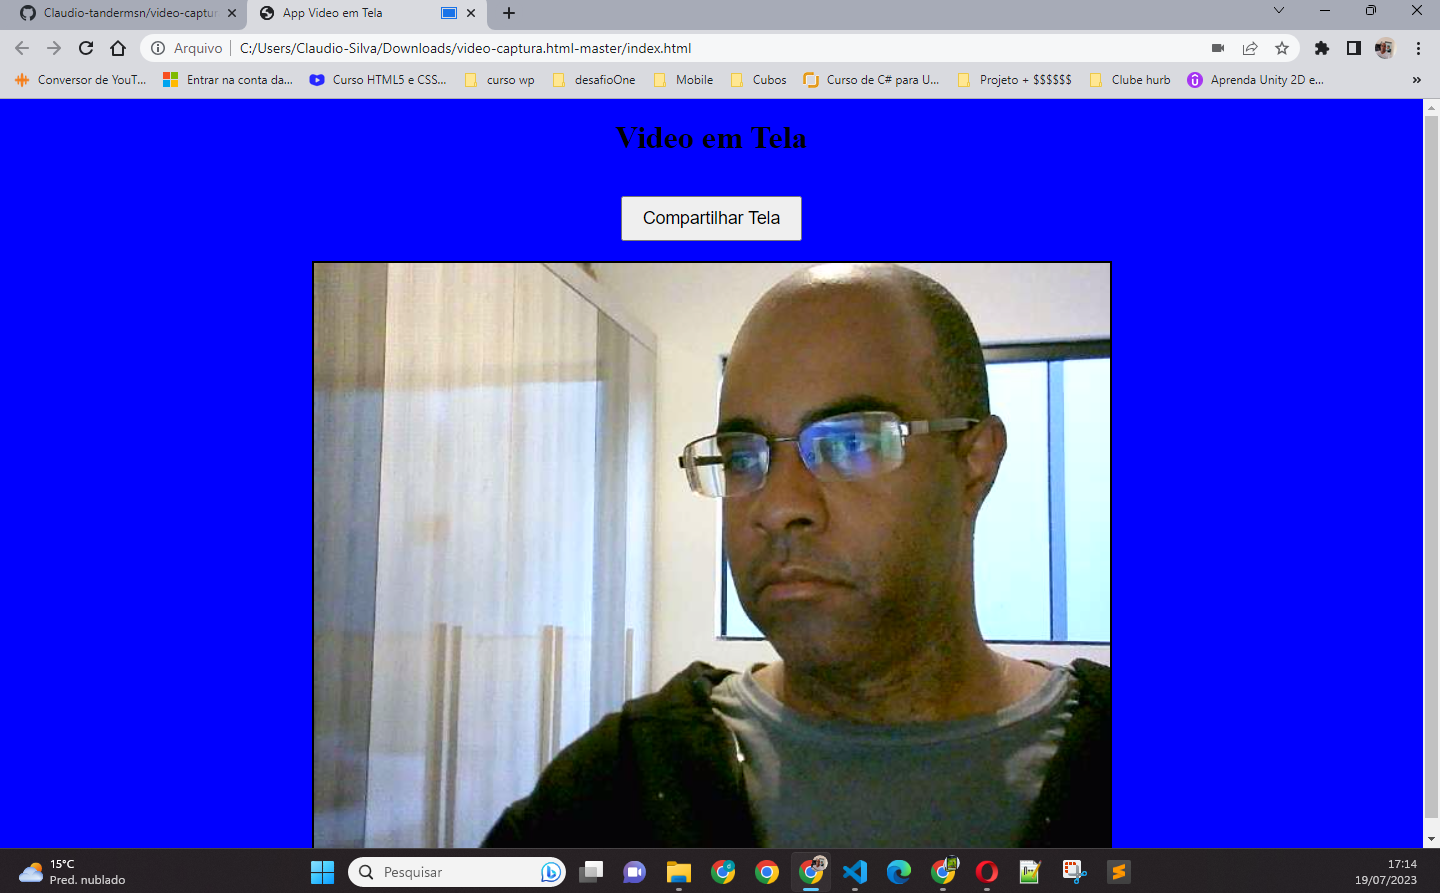 Claudio-tandermsn/video-captur
App Video em Tela
Arquivo
C:/Users/Claudio-Silva/Downloads/video-captura.html-master/index.html
Conversor de YouT...
Entrar na conta da...
Curso HTML5 e CSS...
curso wp
desafioOne
Mobile
Cubos
Curso de C# para U...
Projeto + $$$$$$
Clube hurb
Aprenda Unity 2D e...
Video em Tela
Compartilhar Tela
15°C
Pred. nublado
Pesquisar
17:14
19/07/2023